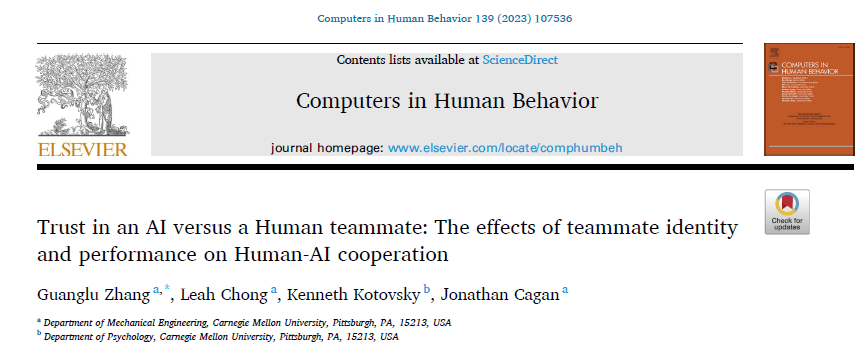 Computers in Human Behavior 139 (2023) 107536
Contents lists available at ScienceDirect
Computers in Human Behavior
journal homepage: www.elsevier.com/locate/comphumbeh
ELSEVIER
COMPUTERS IN
HUMAN BEHAVIOR
Check for
updates
Trust in an AI versus a Human teammate: The effects of teammate identity
and performance on Human-AI cooperation
Guanglu Zhang a,*, Leah Chong a, Kenneth Kotovsky b, Jonathan Cagan a
a Department of Mechanical Engineering, Carnegie Mellon University, Pittsburgh, PA, 15213, USA
b Department of Psychology, Carnegie Mellon University, Pittsburgh, PA, 15213, USA